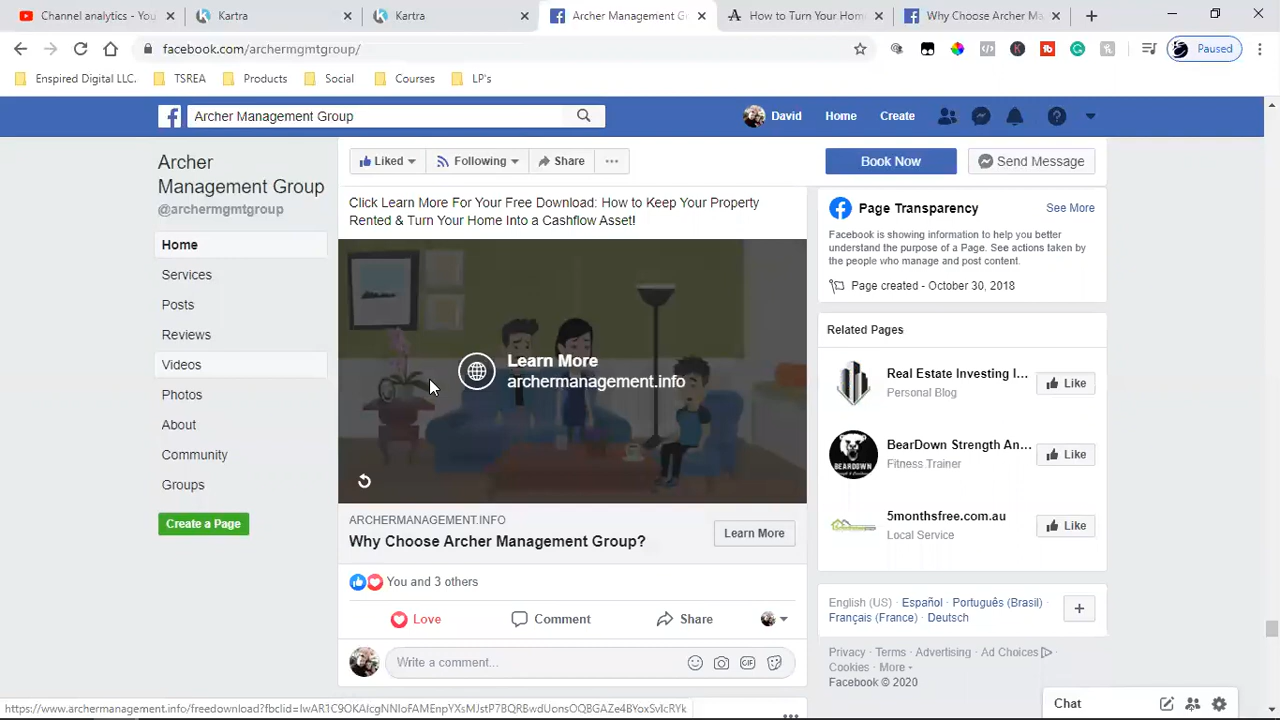 Channel analytics - You
Kartra
Kartra
Archer Management G
How to Turn Your Home
Why Choose Archer Ma
facebook.com/archermgmtgroup/
Paused
Enspired Digital LLC.
TSREA
Products
Social
Courses
LP's
Archer Management Group
David
Home
Create
Archer
Management Group
@archermgmtgroup
Home
Services
Posts
Reviews
Videos
Photos
About
Community
Groups
Create a Page
Liked
Following
Share
Book Now
Send Message
Click Learn More For Your Free Download: How to Keep Your Property
Rented & Turn Your Home Into a Cashflow Asset!
Learn More
archermanagement.info
ARCHERMANAGEMENT.INFO
Why Choose Archer Management Group?
Learn More
You and 3 others
Love
Comment
Share
Write a comment...
GIF
Page Transparency
See More
Facebook is showing information to help you better
understand the purpose of a Page. See actions taken by
the people who manage and post content.
Page created - October 30, 2018
Related Pages
Real Estate Investing I...
Personal Blog
Like
BEARDOWN
BearDown Strength An...
Fitness Trainer
Like
5monthsfree.com.au
Local Service
Like
English (US) · Español · Português (Brasil) ·
Français (France) · Deutsch
Privacy · Terms · Advertising · Ad Choices ·
Cookies · More
Facebook © 2020
Chat